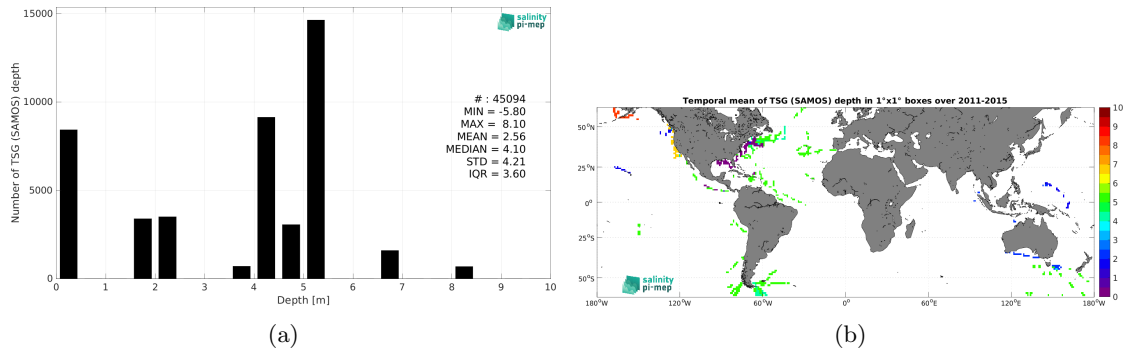 15000
10000
5000
0
Number of TSG (SAMOS) depth
salinity
pi-mep
# : 45094
MIN = -5.80
MAX = 8.10
MEAN = 2.56
MEDIAN = 4.10
STD = 4.21
IQR = 3.60
0 1 2 3 4 5 6 7 8 9 10
Depth [m]
(a)
Temporal mean of TSG (SAMOS) depth in 1°x1° boxes over 2011-2015
50°N
25°N
0°
25°S
50°S
salinity
pi-mep
180°W 120°W 60°W 0°E 60°E 120°E 180°E
10
9
8
7
6
5
4
3
2
1
0
(b)